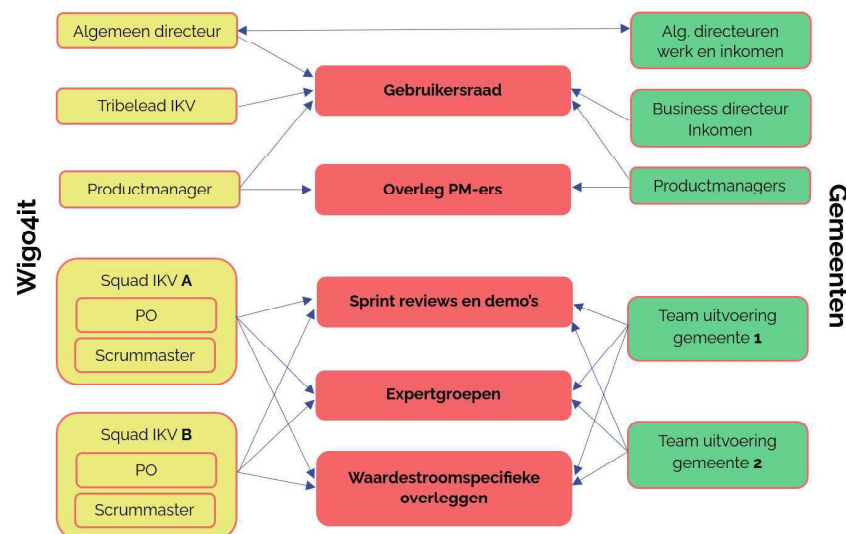 Wigo4it
Algemeen directeur
Tribelead IKV
Productmanager
Squad IKV A
PO
Scrummaster
Squad IKV B
PO
Scrummaster
Gebruikersraad
Overleg PM-ers
Sprint reviews en demo's
Expertgroepen
Waardestroomspecifieke
overleggen
Alg. directeuren
werk en inkomen
Business directeur
Inkomen
Productmanagers
Team uitvoering
gemeente 1
Team uitvoering
gemeente 2
Gemeenten